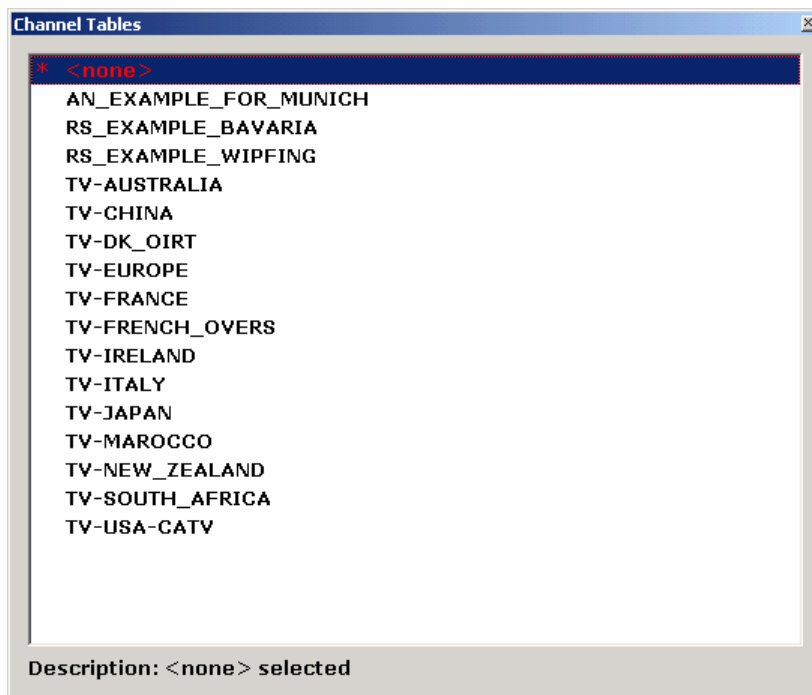 Channel Tables
* <none>
AN_EXAMPLE_FOR_MUNICH
RS_EXAMPLE_BAVARIA
RS_EXAMPLE_WIPFING
TV-AUSTRALIA
TV-CHINA
TV-DK_OIRT
TV-EUROPE
TV-FRANCE
TV-FRENCH_OVERS
TV-IRELAND
TV-ITALY
TV-JAPAN
TV-MAROCCO
TV-NEW_ZEALAND
TV-SOUTH_AFRICA
TV-USA-CATV
Description: <none> selected